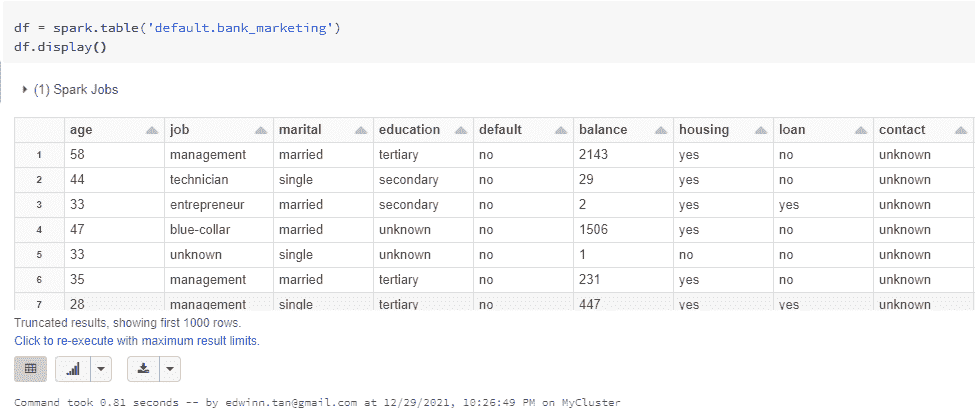 df = spark.table('default.bank_marketing')
df.display()
(1) Spark Jobs
age job marital education default balance housing loan contact
1 58 management married tertiary no 2143 yes no unknown
2 44 technician single secondary no 29 yes no unknown
3 33 entrepreneur married secondary no 2 yes yes unknown
4 47 blue-collar married unknown no 1506 yes no unknown
5 33 unknown single unknown no 1 no no unknown
6 35 management married tertiary no 231 yes no unknown
7 28 management single tertiary no 447 yes yes unknown
Truncated results, showing first 1000 rows.
Click to re-execute with maximum result limits.
Command took 0.81 seconds -- by edwinn.tan@gmail.com at 12/29/2021, 10:26:49 PM on MyCluster